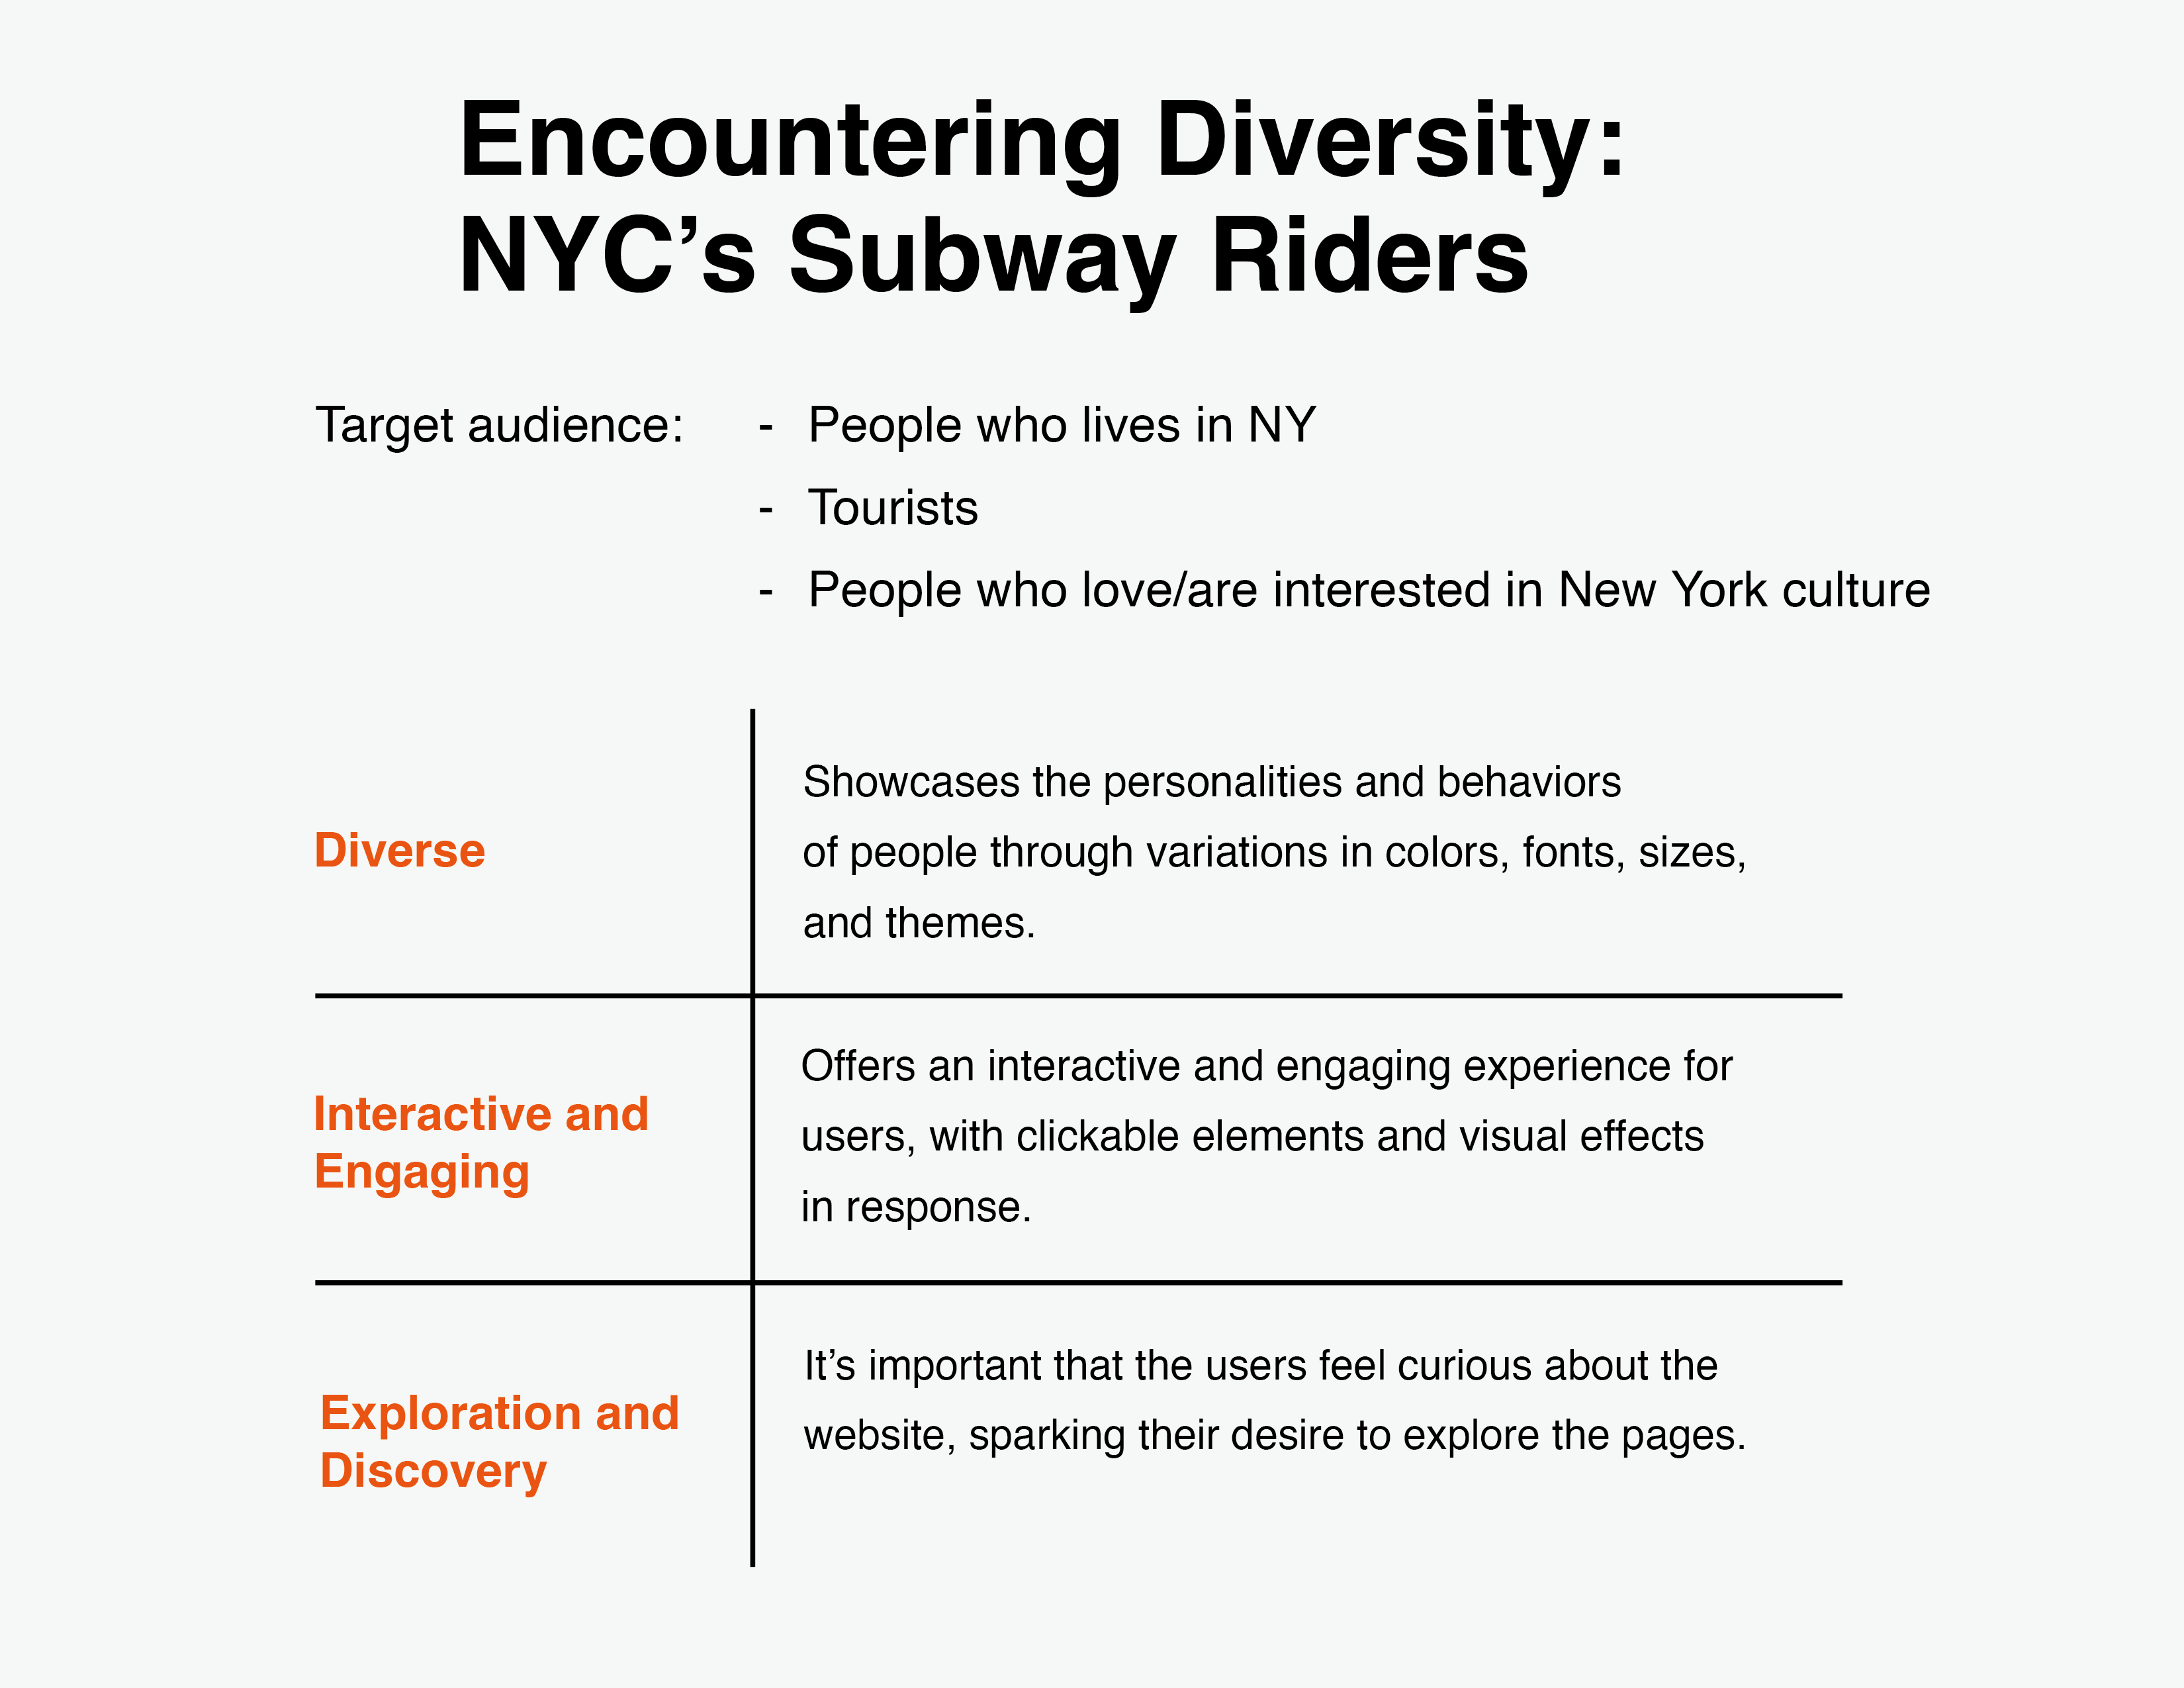 Encountering Diversity:
NYC’s Subway Riders
Target audience: - People who lives in NY
- Tourists
- People who love/are interested in New York culture
Diverse
Showcases the personalities and behaviors
of people through variations in colors, fonts, sizes,
and themes.
Interactive and
Engaging
Offers an interactive and engaging experience for
users, with clickable elements and visual effects
in response.
Exploration and
Discovery
It’s important that the users feel curious about the
website, sparking their desire to explore the pages.